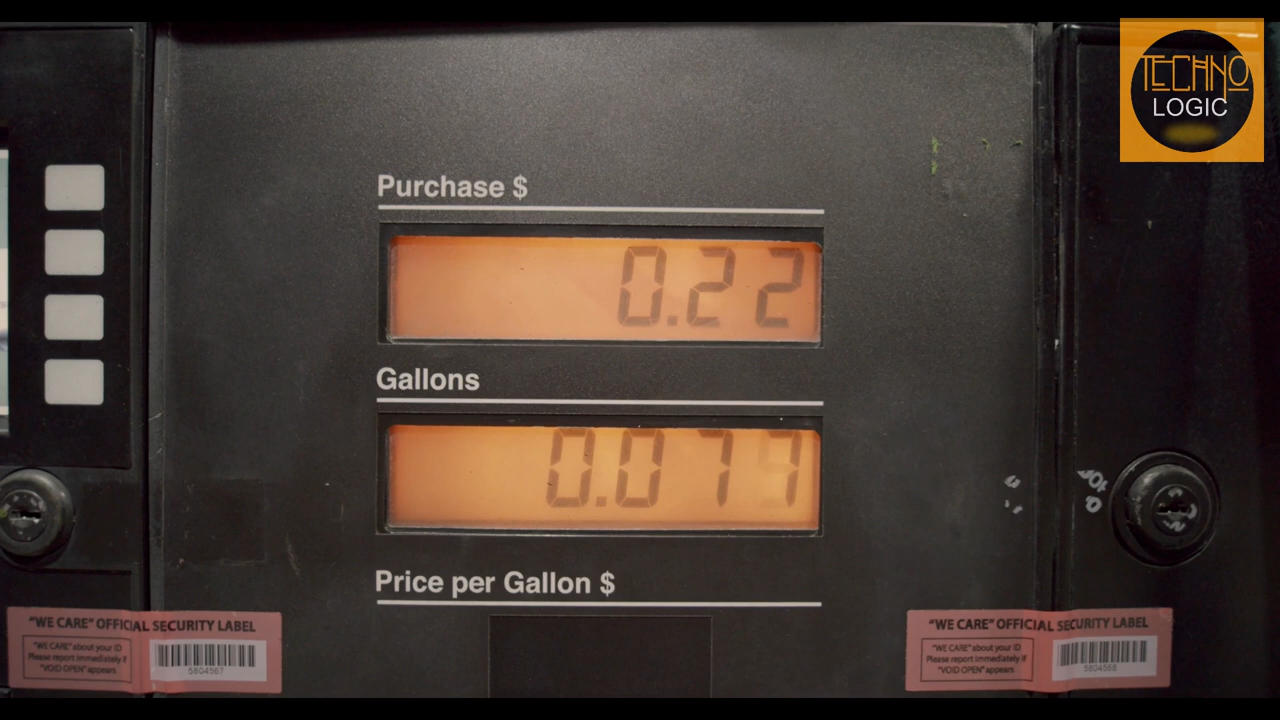 TECHNO
LOGIC
Purchase $
0.22
Gallons
Price per Gallon $
"WE CARE" OFFICIAL SECURITY LABEL
"WE CARE" about your ID
Please report immediately if
"VOID OPEN" appears
5804567
"WE CARE" OFFICIAL SECURITY LABEL
"WE CARE" about your ID
Please report immediately if
"VOID OPEN" appears
5804568